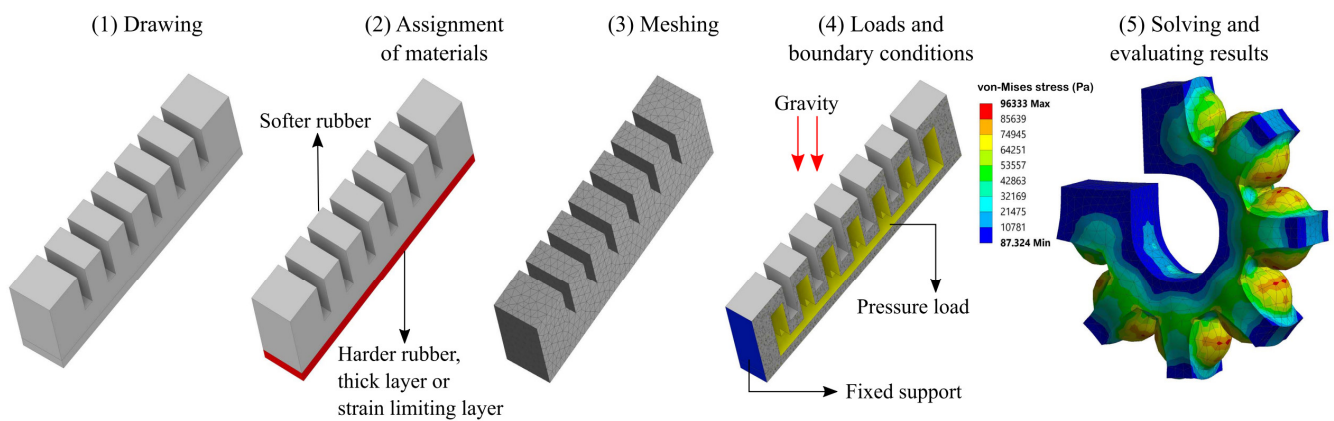 (1) Drawing
(2) Assignment
of materials
(3) Meshing
(4) Loads and
boundary conditions
(5) Solving and
evaluating results
Softer rubber
Harder rubber,
thick layer or
strain limiting layer
Gravity
Pressure load
Fixed support
von-Mises stress (Pa)
96333 Max
85639
74945
64251
53557
42863
32169
21475
10781
87.324 Min